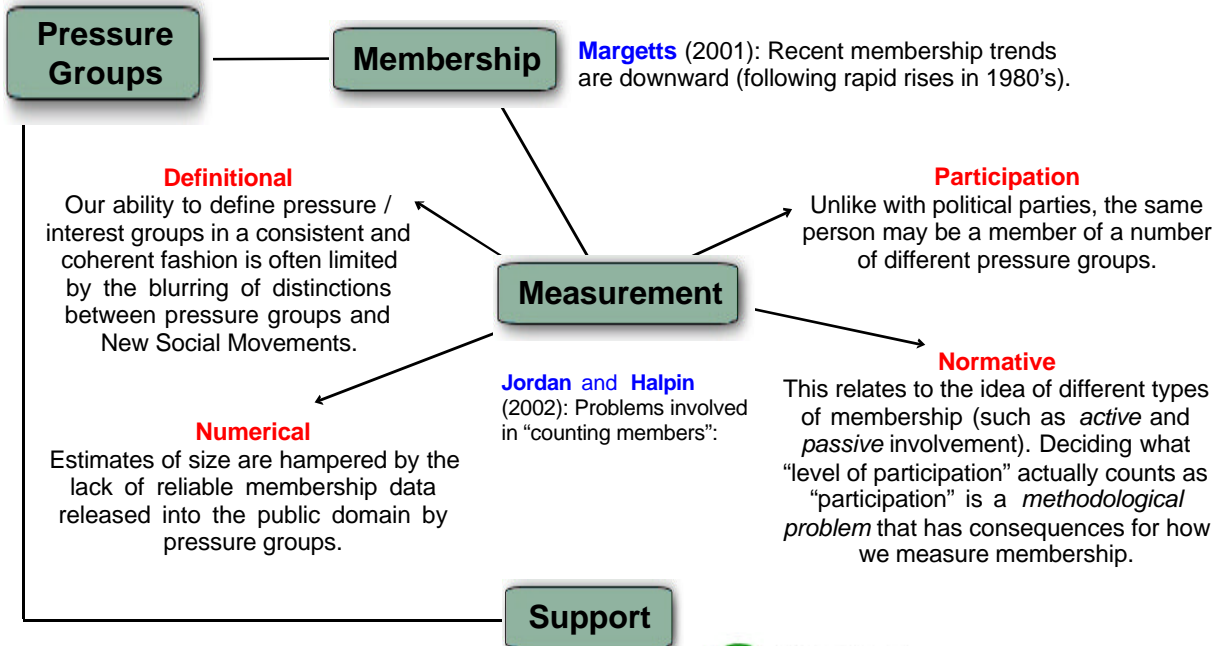 Pressure
Groups
Membership
Margetts (2001): Recent membership trends
are downward (following rapid rises in 1980's).
Definitional
Our ability to define pressure /
interest groups in a consistent and
coherent fashion is often limited
by the blurring of distinctions
between pressure groups and
New Social Movements.
Participation
Unlike with political parties, the same
person may be a member of a number
of different pressure groups.
Measurement
Jordan and Halpin
(2002): Problems involved
in “counting members”:
Numerical
Estimates of size are hampered by the
lack of reliable membership data
released into the public domain by
pressure groups.
Normative
This relates to the idea of different types
of membership (such as active and
passive involvement). Deciding what
“level of participation” actually counts as
“participation” is a methodological
problem that has consequences for how
we measure membership.
Support